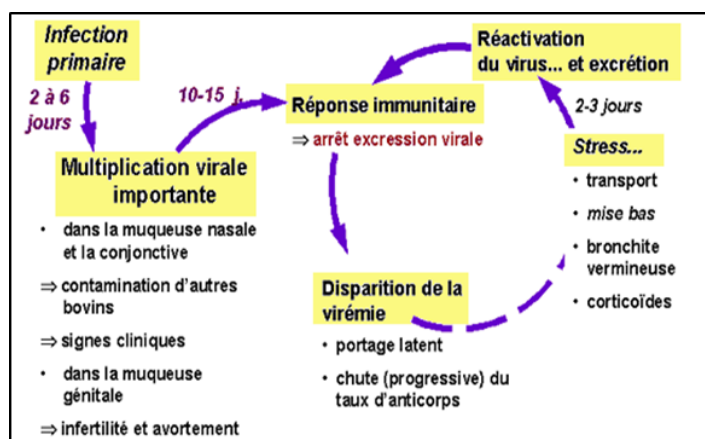 Infection
primaire
2 à 6
jours
Multiplication virale
importante
• dans la muqueuse nasale
et la conjonctive
⇒ contamination d'autres
bovins
⇒ signes cliniques
• dans la muqueuse
génitale
⇒ infertilité et avortement
10-15 j.
Réponse immunitaire
⇒ arrêt excression virale
Disparition de la
virémie
• portage latent
• chute (progressive) du
taux d'anticorps
Stress...
• transport
• mise bas
• bronchite
vermineuse
• corticoïdes
2-3 jours
Réactivation
du virus... et excrétion